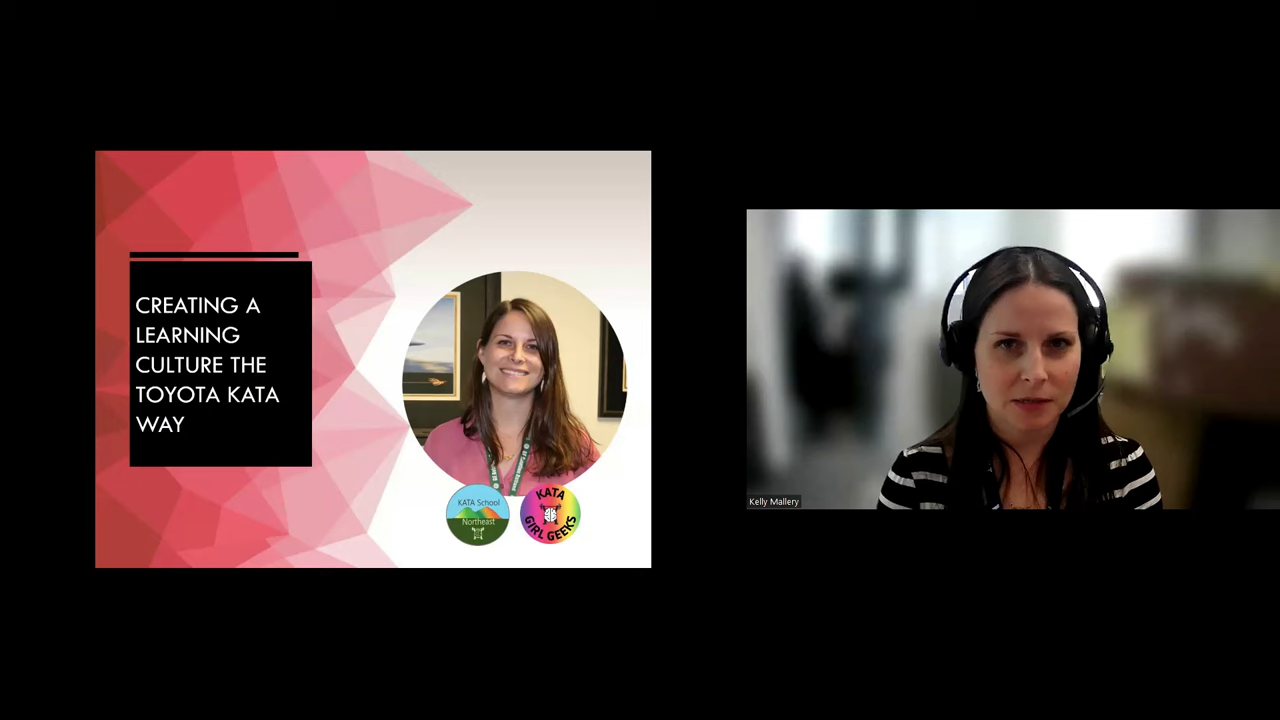 CREATING A
LEARNING
CULTURE THE
TOYOTA KATA
WAY
KATA School
Northeast
KATA
GIRL GEEKS
Kelly Mallery